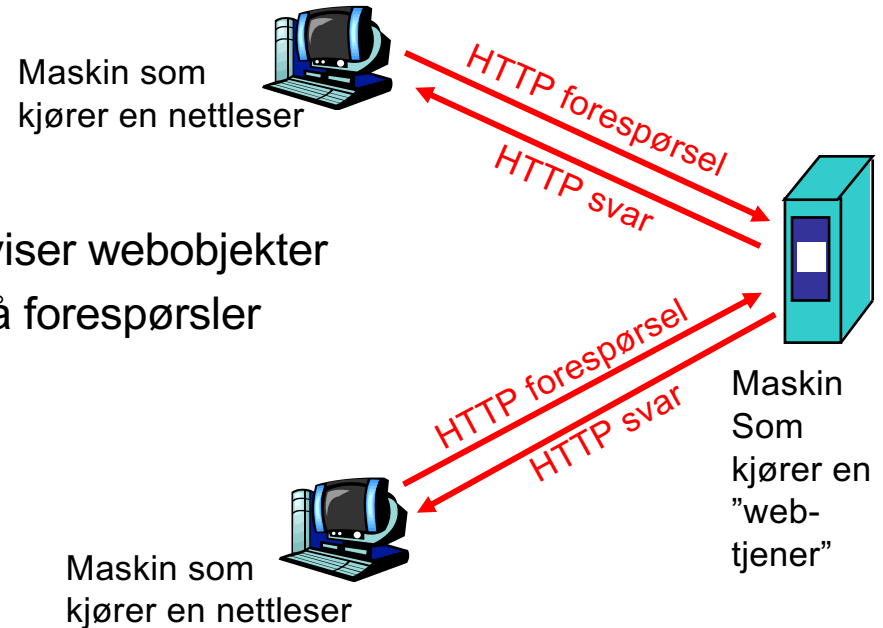 Maskin som
kjører en nettleser
HTTP forespørsel
HTTP svar
viser webobjekter
å forespørsler
HTTP forespørsel
HTTP svar
Maskin
Som
kjører en
”web-
tjener”
Maskin som
kjører en nettleser